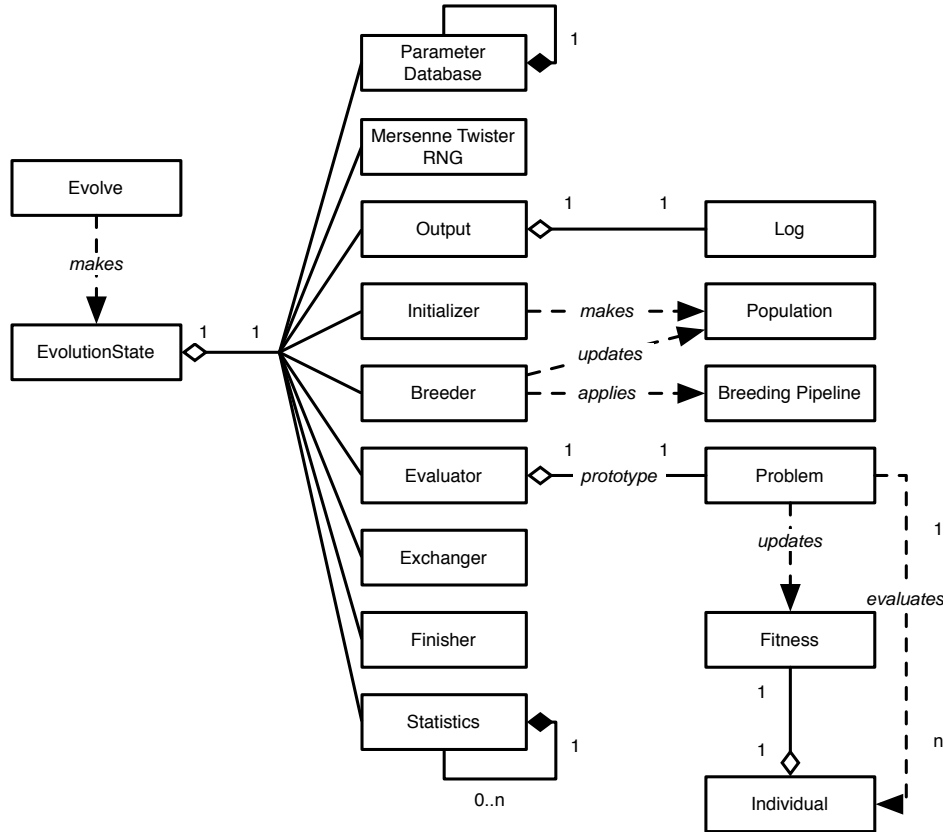 1
Parameter
Database
Mersenne Twister
RNG
Evolve
1
1
Output
Log
makes
Initializer
makes
Population
1
1
updates
EvolutionState
Breeder
applies
Breeding Pipeline
1
1
Evaluator
prototype
Problem
1
updates
Exchanger
evaluates
Finisher
Fitness
1
Statistics
1
1
n
0..n
Individual